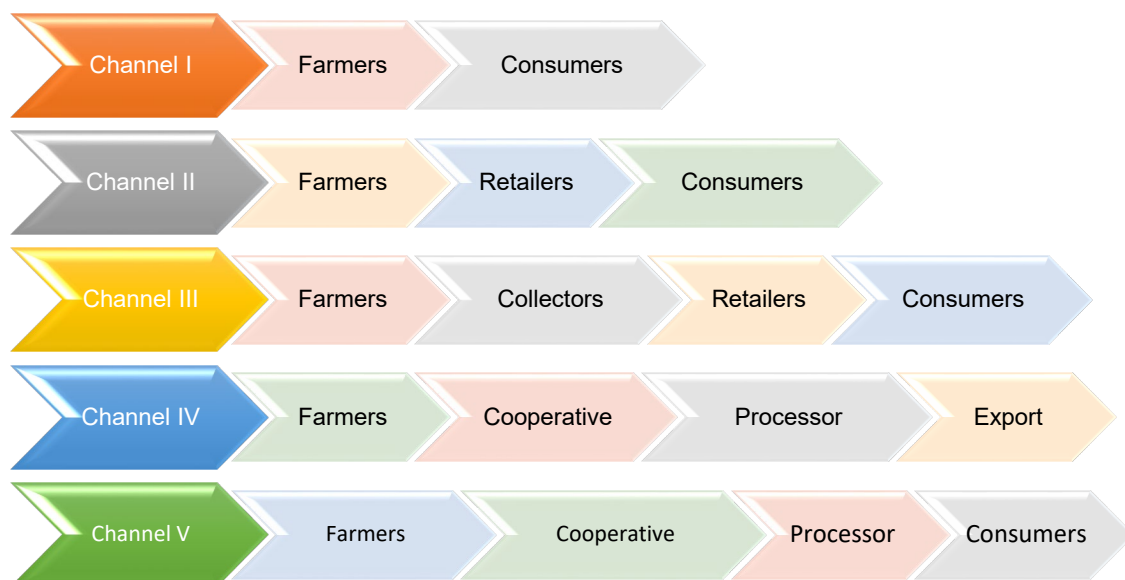 Channel I Farmers Consumers
Channel II Farmers Retailers Consumers
Channel III Farmers Collectors Retailers Consumers
Channel IV Farmers Cooperative Processor Export
Channel V Farmers Cooperative Processor Consumers